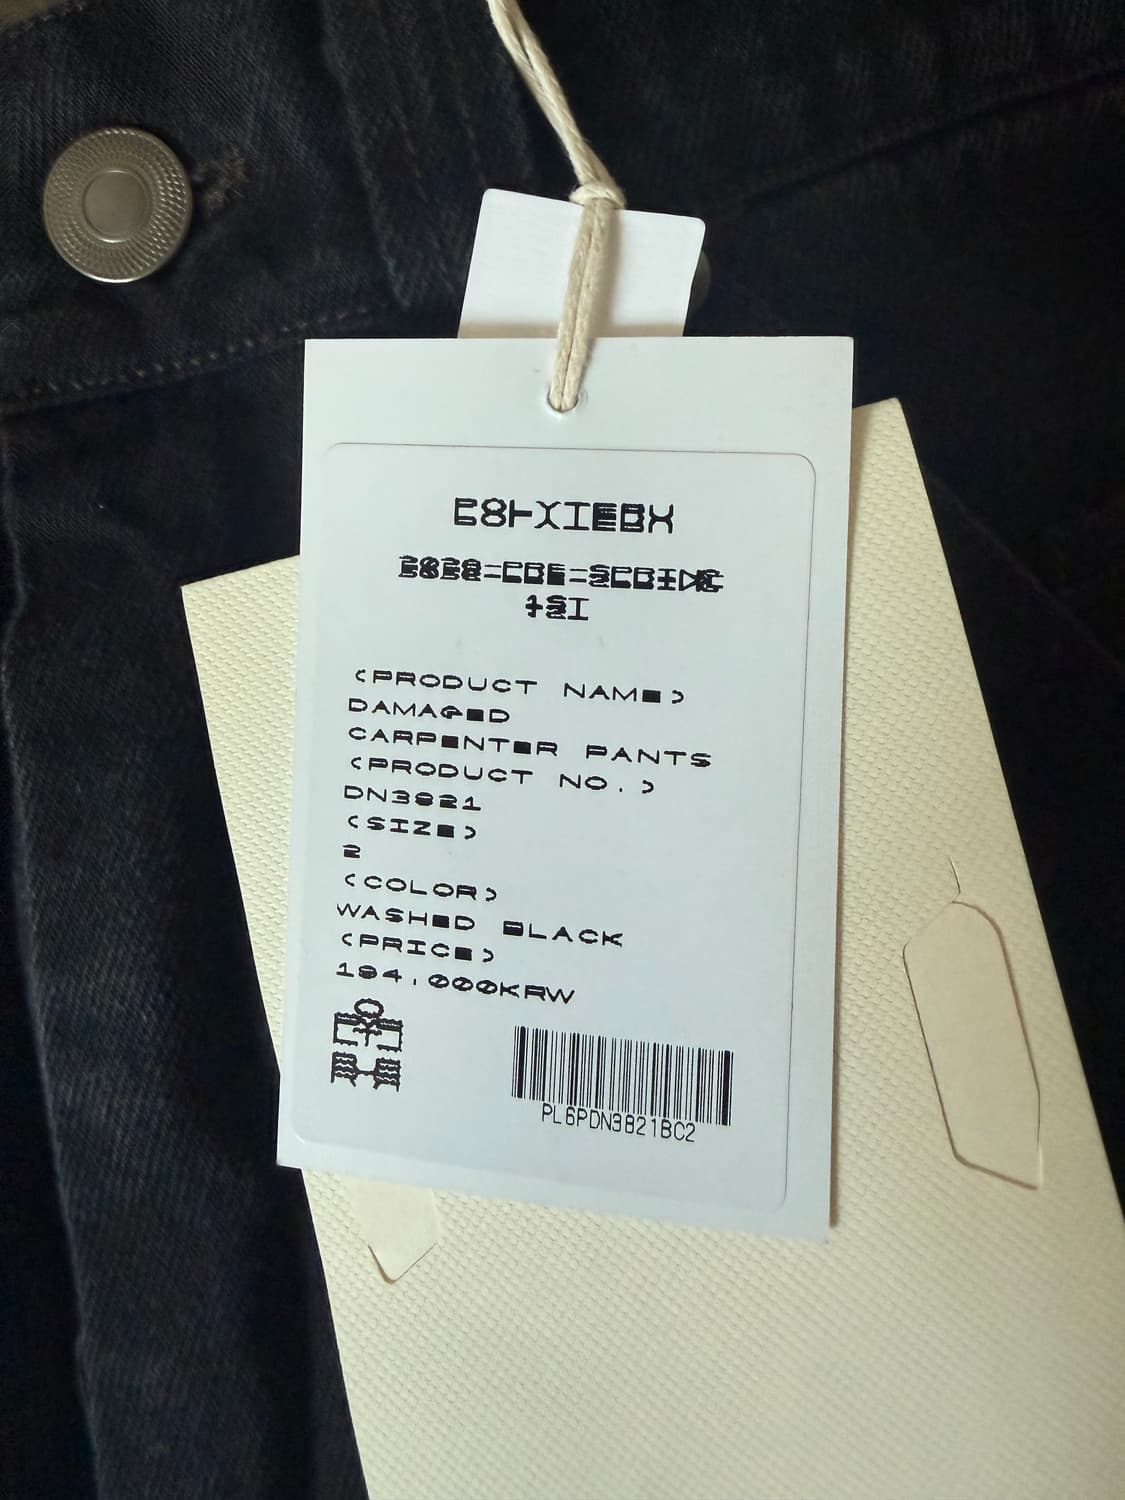 <PRODUCT NAME>
DAMAGED
CARPENTER PANTS
<PRODUCT NO.>
DN3821
<SIZE>
2
<COLOR>
WASHED BLACK
<PRICE>
194,000KRW
PL6PDN3821BC2